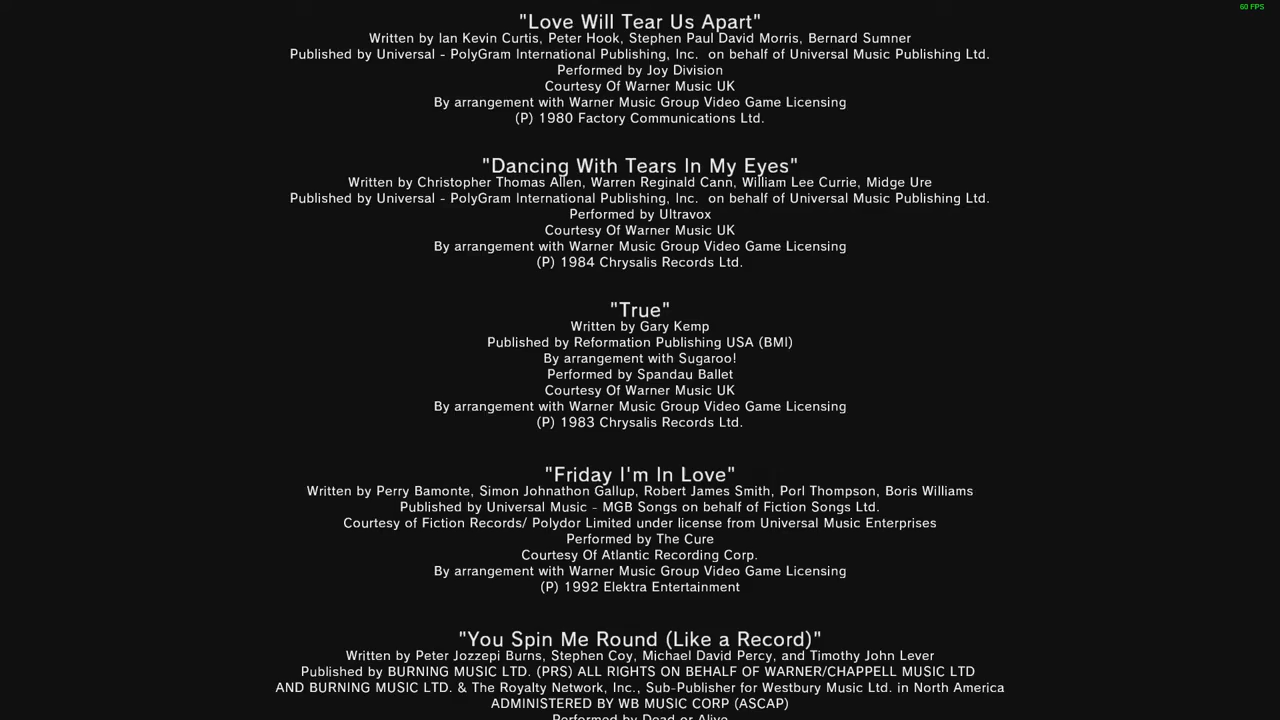 60 FPS
"Love Will Tear Us Apart"
Written by Ian Kevin Curtis, Peter Hook, Stephen Paul David Morris, Bernard Sumner
Published by Universal - PolyGram International Publishing, Inc.  on behalf of Universal Music Publishing Ltd.
Performed by Joy Division
Courtesy Of Warner Music UK
By arrangement with Warner Music Group Video Game Licensing
(P) 1980 Factory Communications Ltd.
"Dancing With Tears In My Eyes"
Written by Christopher Thomas Allen, Warren Reginald Cann, William Lee Currie, Midge Ure
Published by Universal - PolyGram International Publishing, Inc.  on behalf of Universal Music Publishing Ltd.
Performed by Ultravox
Courtesy Of Warner Music UK
By arrangement with Warner Music Group Video Game Licensing
(P) 1984 Chrysalis Records Ltd.
"True"
Written by Gary Kemp
Published by Reformation Publishing USA (BMI)
By arrangement with Sugaroo!
Performed by Spandau Ballet
Courtesy Of Warner Music UK
By arrangement with Warner Music Group Video Game Licensing
(P) 1983 Chrysalis Records Ltd.
"Friday I'm In Love"
Written by Perry Bamonte, Simon Johnathon Gallup, Robert James Smith, Porl Thompson, Boris Williams
Published by Universal Music - MGB Songs on behalf of Fiction Songs Ltd.
Courtesy of Fiction Records/ Polydor Limited under license from Universal Music Enterprises
Performed by The Cure
Courtesy Of Atlantic Recording Corp.
By arrangement with Warner Music Group Video Game Licensing
(P) 1992 Elektra Entertainment
"You Spin Me Round (Like a Record)"
Written by Peter Jozzepi Burns, Stephen Coy, Michael David Percy, and Timothy John Lever
Published by BURNING MUSIC LTD. (PRS) ALL RIGHTS ON BEHALF OF WARNER/CHAPPELL MUSIC LTD
AND BURNING MUSIC LTD. & The Royalty Network, Inc., Sub-Publisher for Westbury Music Ltd. in North America
ADMINISTERED BY WB MUSIC CORP (ASCAP)
Performed by Dead or Alive